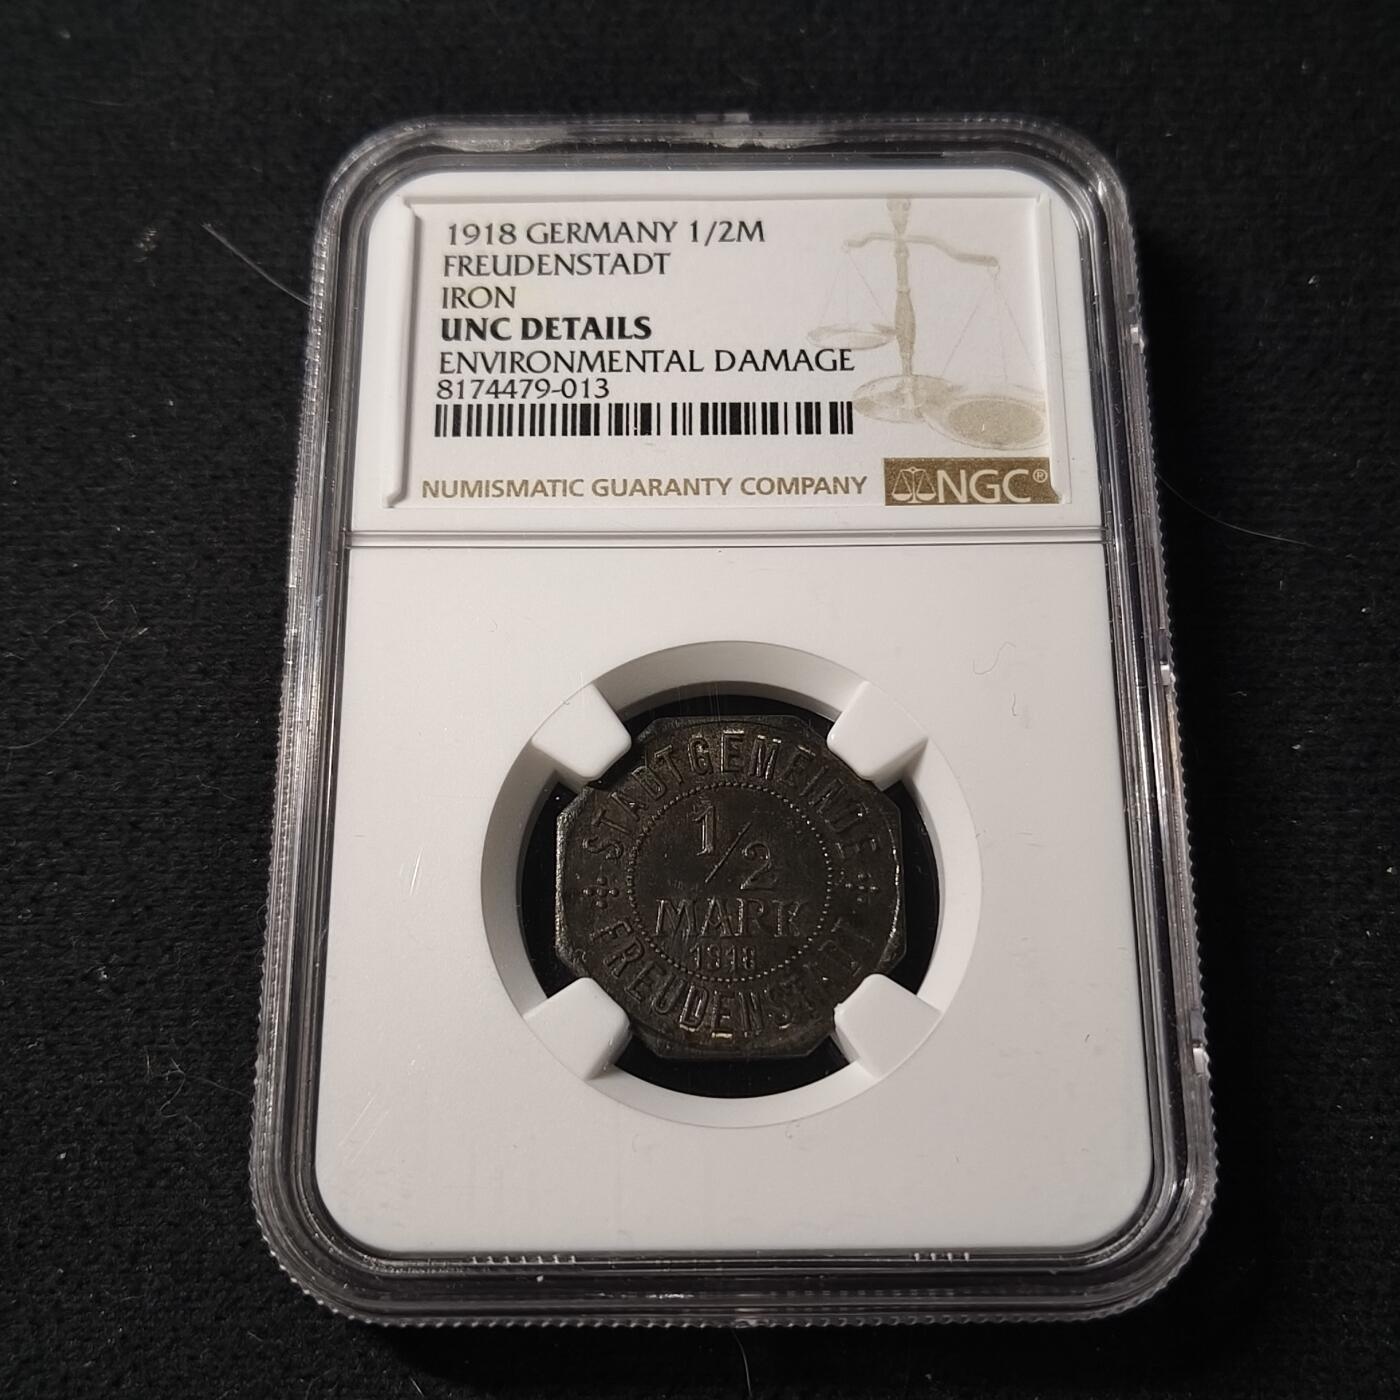 1918 GERMANY 1/2M
FREUDENSTADT
IRON
UNC DETAILS
ENVIRONMENTAL DAMAGE
8174479-013
NUMISMATIC GUARANTY COMPANY
NGC®
STADTGEMEINDE
1/2
MARK
1918
FREUDENSTADT